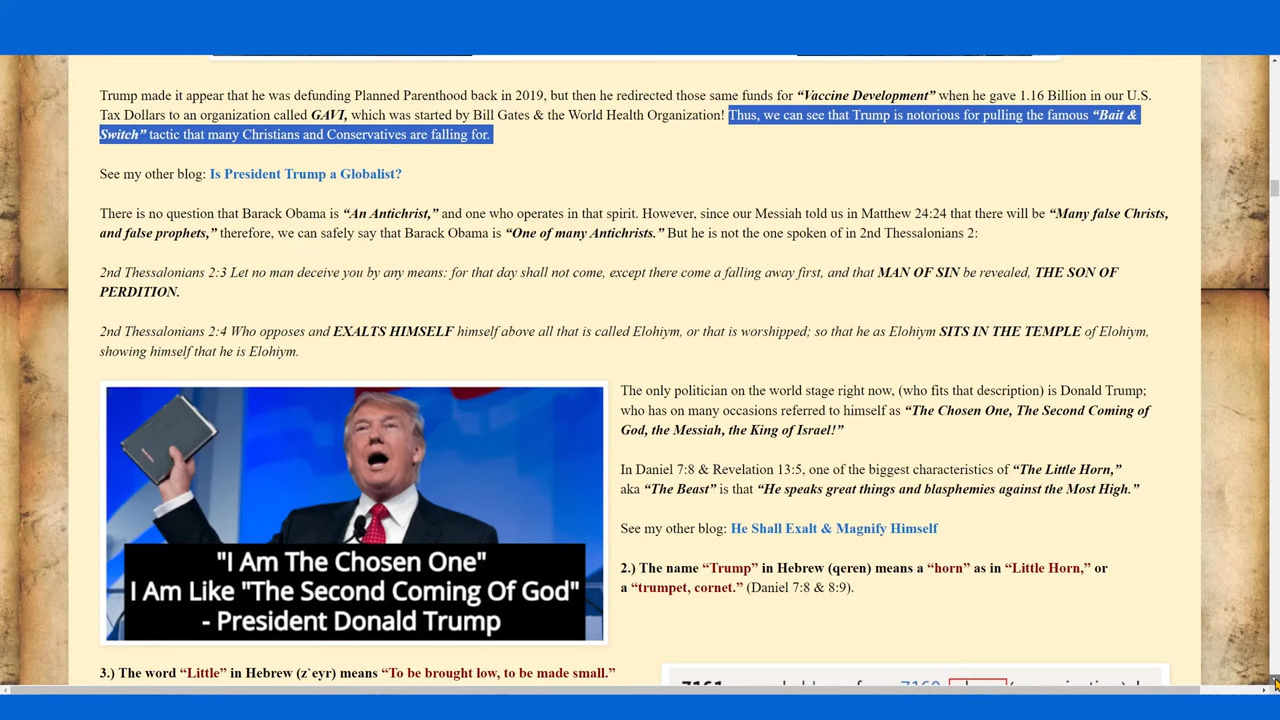 Trump made it appear that he was defunding Planned Parenthood back in 2019, but then he redirected those same funds for “Vaccine Development” when he gave 1.16 Billion in our U.S.
Tax Dollars to an organization called GAVI, which was started by Bill Gates & the World Health Organization! Thus, we can see that Trump is notorious for pulling the famous “Bait &
Switch” tactic that many Christians and Conservatives are falling for.
See my other blog: Is President Trump a Globalist?
There is no question that Barack Obama is “An Antichrist,” and one who operates in that spirit. However, since our Messiah told us in Matthew 24:24 that there will be “Many false Christs,
and false prophets,” therefore, we can safely say that Barack Obama is “One of many Antichrists.” But he is not the one spoken of in 2nd Thessalonians 2:
2nd Thessalonians 2:3 Let no man deceive you by any means: for that day shall not come, except there come a falling away first, and that MAN OF SIN be revealed, THE SON OF
PERDITION.
2nd Thessalonians 2:4 Who opposes and EXALTS HIMSELF himself above all that is called Elohiym, or that is worshipped; so that he as Elohiym SITS IN THE TEMPLE of Elohiym,
showing himself that he is Elohiym.
The only politician on the world stage right now, (who fits that description) is Donald Trump;
who has on many occasions referred to himself as “The Chosen One, The Second Coming of
God, the Messiah, the King of Israel!”
In Daniel 7:8 & Revelation 13:5, one of the biggest characteristics of “The Little Horn,”
aka “The Beast” is that “He speaks great things and blasphemies against the Most High.”
See my other blog: He Shall Exalt & Magnify Himself
2.) The name “Trump” in Hebrew (qeren) means a “horn” as in “Little Horn,” or
a “trumpet, cornet.” (Daniel 7:8 & 8:9).
"I Am The Chosen One"
I Am Like "The Second Coming Of God"
- President Donald Trump
3.) The word “Little” in Hebrew (z`eyr) means “To be brought low, to be made small.”